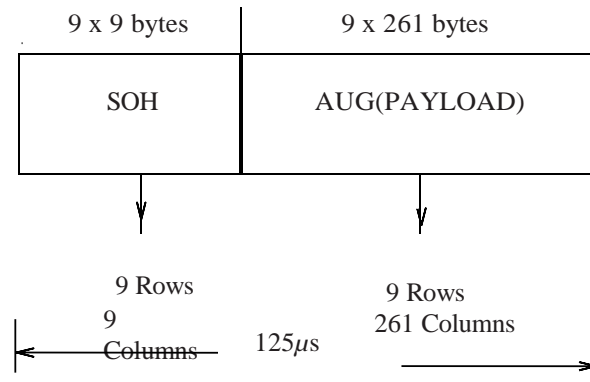 9 x 9 bytes
9 x 261 bytes
SOH
AUG(PAYLOAD)
9 Rows
9
Columns
9 Rows
261 Columns
125µs